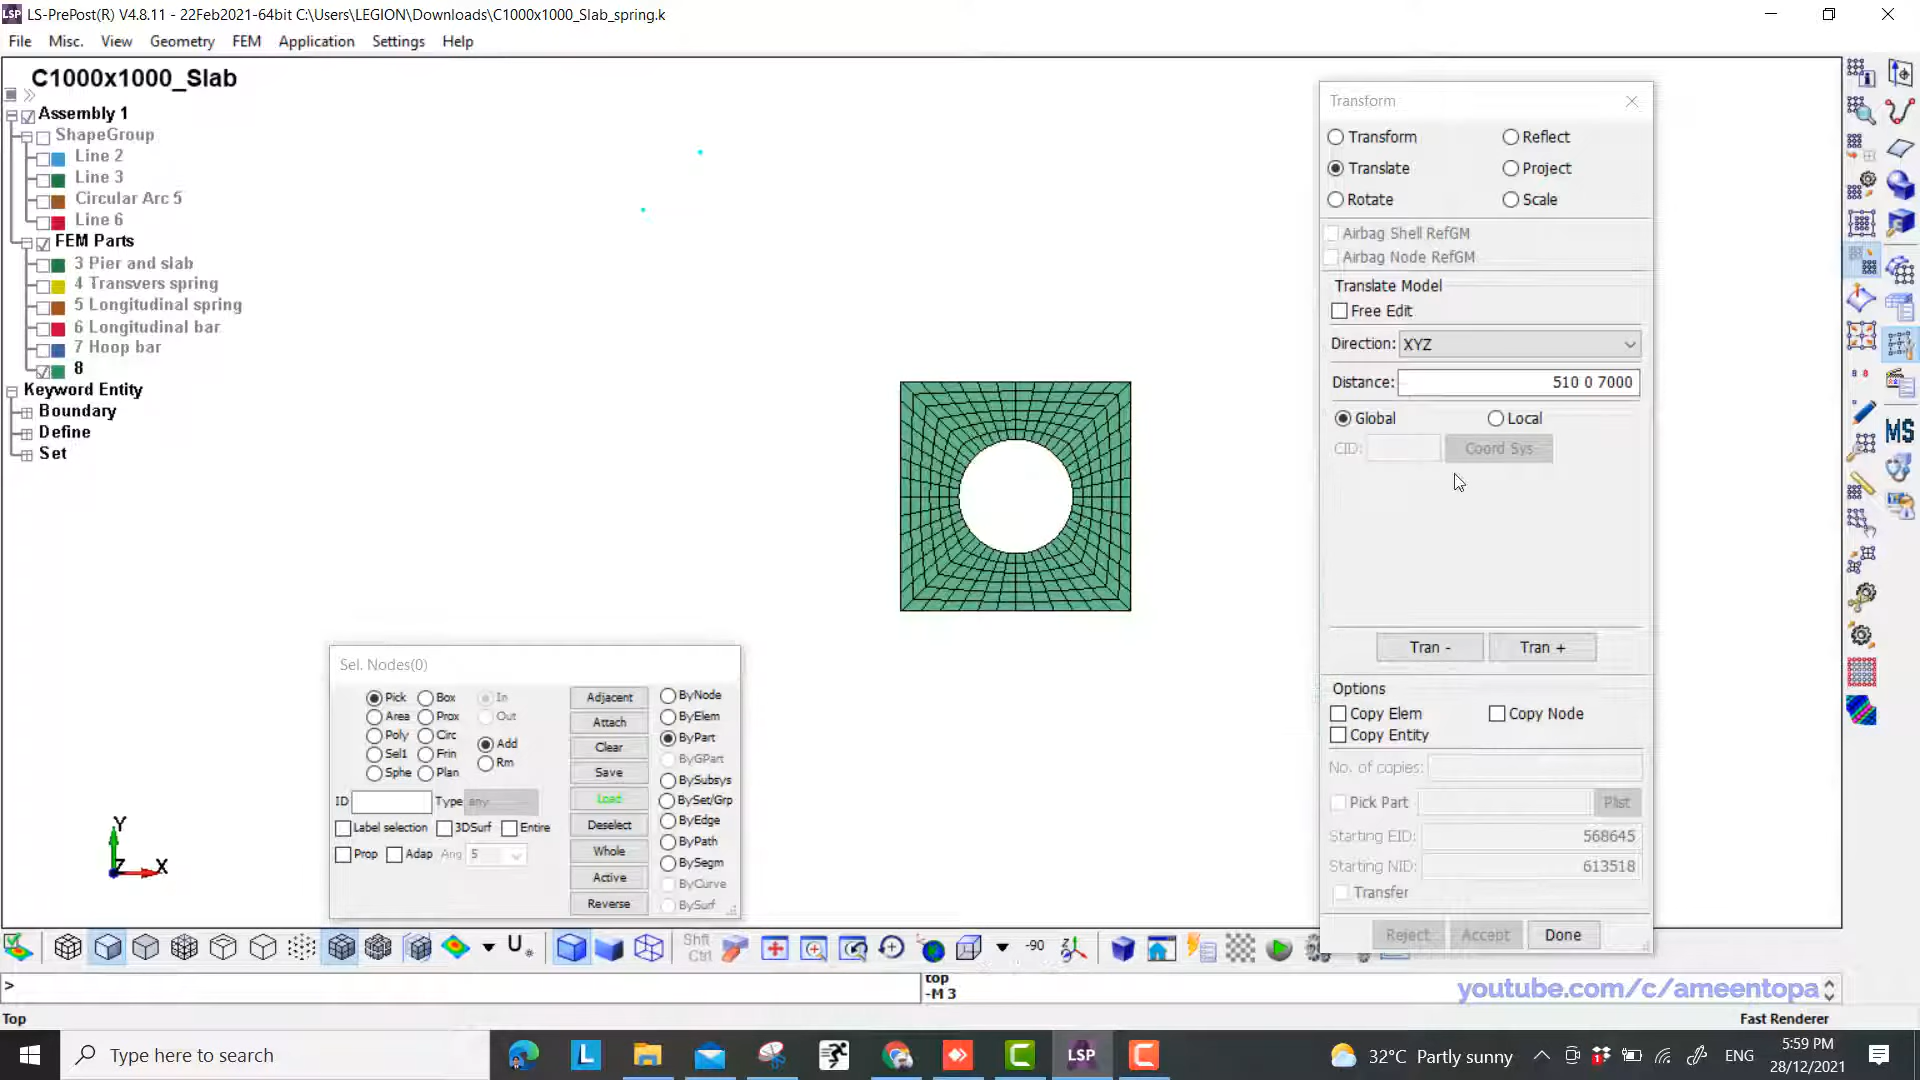 LS-PrePost(R) V4.8.11 - 22Feb2021-64bit C:\Users\LEGION\Downloads\C1000x1000_Slab_spring.k
File Misc. View Geometry FEM Application Settings Help
C1000x1000_Slab
Assembly 1
ShapeGroup
Line 2
Line 3
Circular Arc 5
Line 6
FEM Parts
3 Pier and slab
4 Transvers spring
5 Longitudinal spring
6 Longitudinal bar
7 Hoop bar
8
Keyword Entity
Boundary
Define
Set
Transform
Transform Reflect
Translate Project
Rotate Scale
Airbag Shell RefGM
Airbag Node RefGM
Translate Model
Free Edit
Direction: XYZ
Distance: 510 0 7000
Global Local
CID: Coord Sys
Tran - Tran +
Options
Copy Elem Copy Node
Copy Entity
No. of copies:
Pick Part Plist
Starting EID: 568645
Starting NID: 613518
Transfer
Reject Accept Done
Sel. Nodes(0)
Pick Box In Adjacent ByNode
Area Prox Out Attach ByElem
Poly Circ Add Clear ByPart
Sel1 Frin Rm Save ByGPart
Sphe Plan Load BySubsys
ID Type any Deselect BySet/Grp
Label selection 3DSurf Entire Whole ByEdge
Prop Adap Ang 5 Active ByPath
Reverse BySegm
ByCurve
BySurf
Y
Z X
MS
Shft
Ctrl
-90
>
top
-M 3
youtube.com/c/ameentopa
Top
Fast Renderer
Type here to search
LSP
32°C Partly sunny
ENG
5:59 PM
28/12/2021